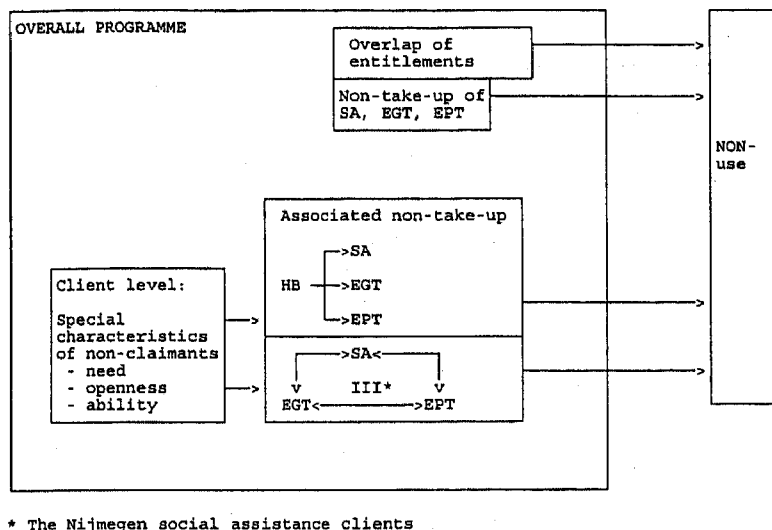 OVERALL PROGRAMME
Overlap of
entitlements
Non-take-up of
SA, EGT, EPT
NON-
use
Associated non-take-up
>SA
HB >EGT
>EPT
Client level:
Special
characteristics
of non-claimants
- need
- openness
- ability
>SA<
v III* v
EGT< >EPT
* The Nijmegen social assistance clients